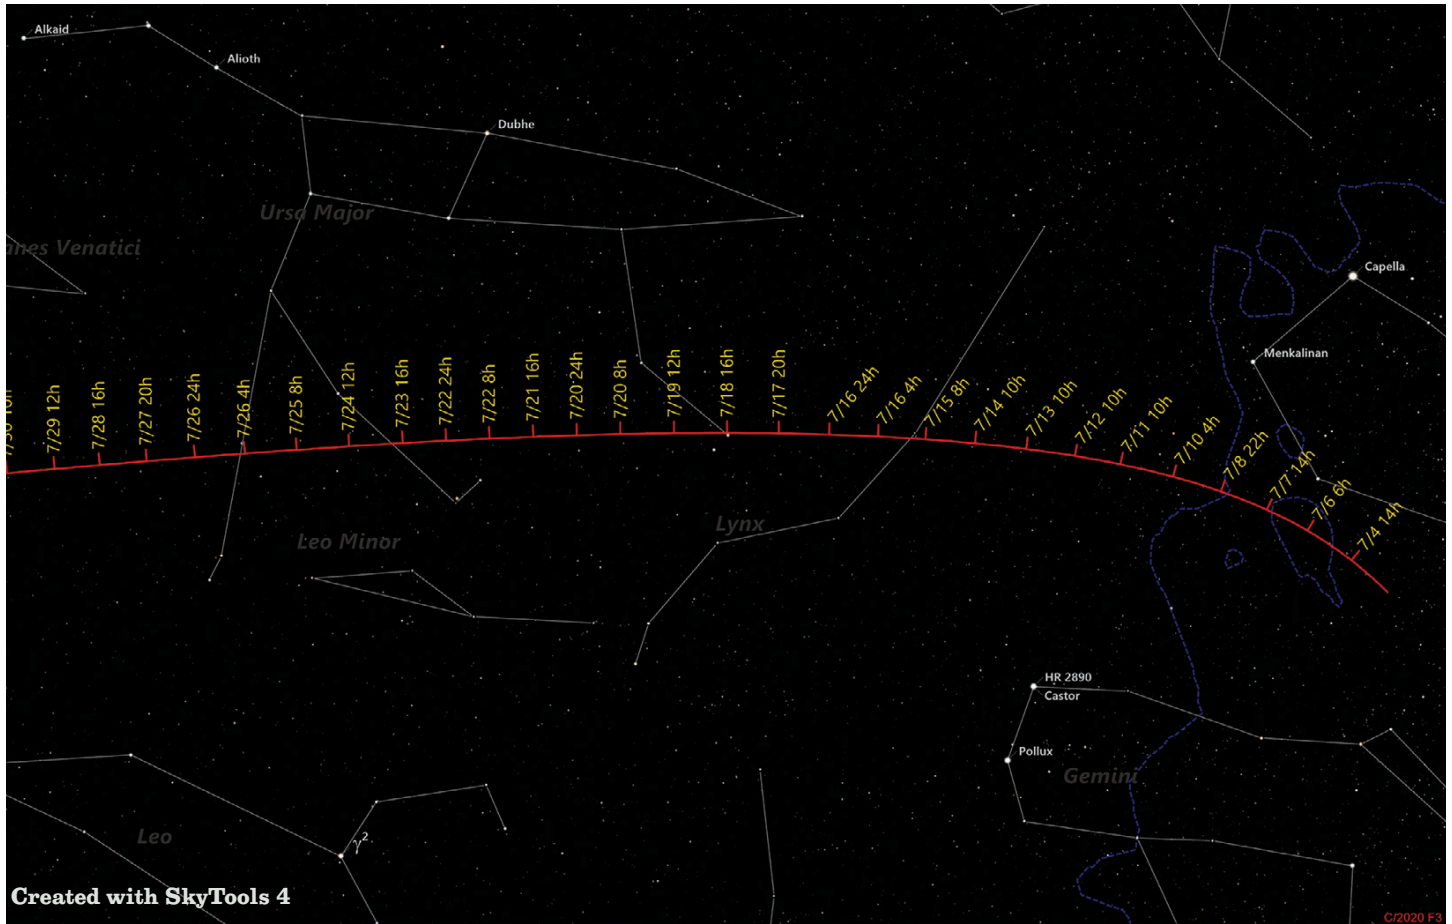 Alkaid
Alioth
Dubhe
Ursa Major
anes Venatici
Capella
Menkalinan
7/29 12h
7/28 16h
7/27 20h
7/26 24h
7/26 4h
7/25 8h
7/24 12h
7/23 16h
7/22 24h
7/22 8h
7/21 16h
7/20 24h
7/20 8h
7/19 12h
7/18 16h
7/17 20h
7/16 24h
7/16 4h
7/15 8h
7/14 10h
7/13 10h
7/12 10h
7/11 10h
7/10 4h
7/8 22h
7/7 14h
7/6 6h
7/4 14h
Lynx
Leo Minor
HR 2890
Castor
Pollux
Gemini
Leo
γ2
Created with SkyTools 4
C/2020 F3